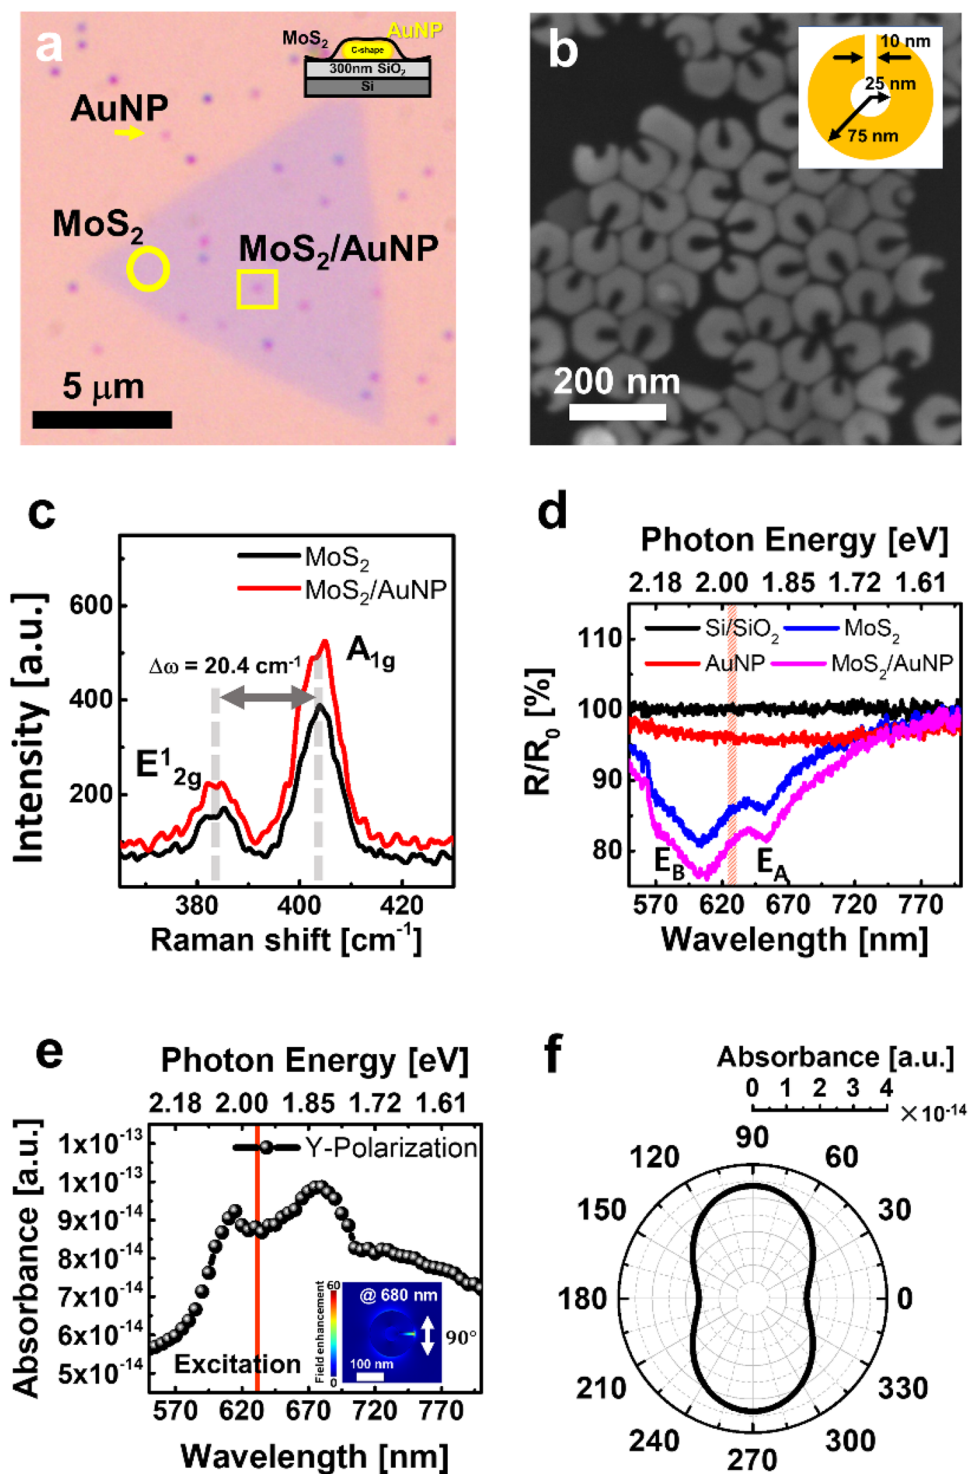 a
MoS₂
AuNP
C-shape
300nm SiO₂
Si
AuNP
MoS₂
MoS₂/AuNP
5 μm
b
10 nm
25 nm
75 nm
200 nm
c
MoS₂
MoS₂/AuNP
600
400
200
Δω = 20.4 cm⁻¹
A₁g
E¹₂g
Intensity [a.u.]
380 400 420
Raman shift [cm⁻¹]
d
Photon Energy [eV]
2.18 2.00 1.85 1.72 1.61
Si/SiO₂ MoS₂
AuNP MoS₂/AuNP
110
100
90
80
R/R₀ [%]
E_B E_A
570 620 670 720 770
Wavelength [nm]
e
Photon Energy [eV]
2.18 2.00 1.85 1.72 1.61
Y-Polarization
1x10⁻¹³
1x10⁻¹³
9x10⁻¹⁴
8x10⁻¹⁴
7x10⁻¹⁴
6x10⁻¹⁴
5x10⁻¹⁴
Absorbance [a.u.]
Excitation
Field enhancement
60
0
@ 680 nm
90°
100 nm
570 620 670 720 770
Wavelength [nm]
f
Absorbance [a.u.]
0 1 2 3 4
×10⁻¹⁴
90
120 60
150 30
180 0
210 330
240 300
270